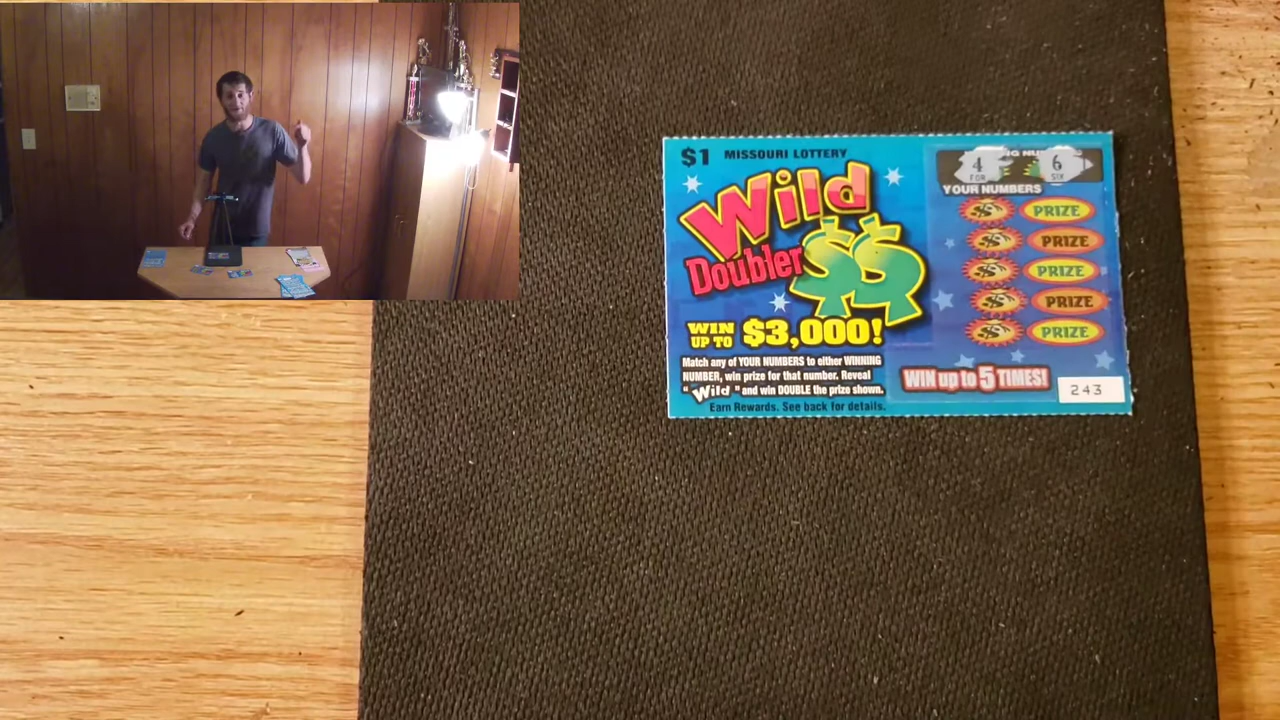 $1 MISSOURI LOTTERY
Wild
Doubler
$$
WIN
UP TO $3,000!
Match any of YOUR NUMBERS to either WINNING
NUMBER, win prize for that number. Reveal
"Wild" and win DOUBLE the prize shown.
Earn Rewards. See back for details.
4 6
FOR SIX
YOUR NUMBERS
$ PRIZE
$ PRIZE
$ PRIZE
$ PRIZE
$ PRIZE
WIN up to 5 TIMES!
243